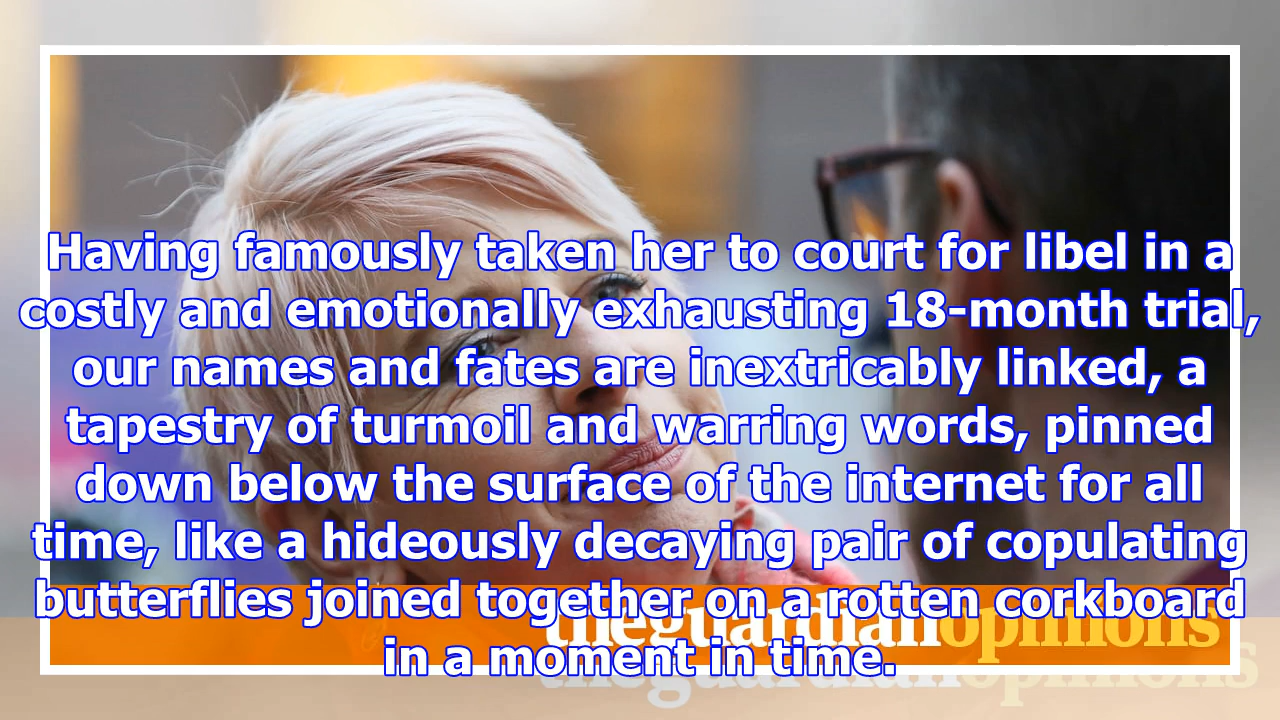 Having famously taken her to court for libel in a
costly and emotionally exhausting 18-month trial,
our names and fates are inextricably linked, a
tapestry of turmoil and warring words, pinned
down below the surface of the internet for all
time, like a hideously decaying pair of copulating
butterflies joined together on a rotten corkboard
theguardianopinions
in a moment in time.
theguardianopinions